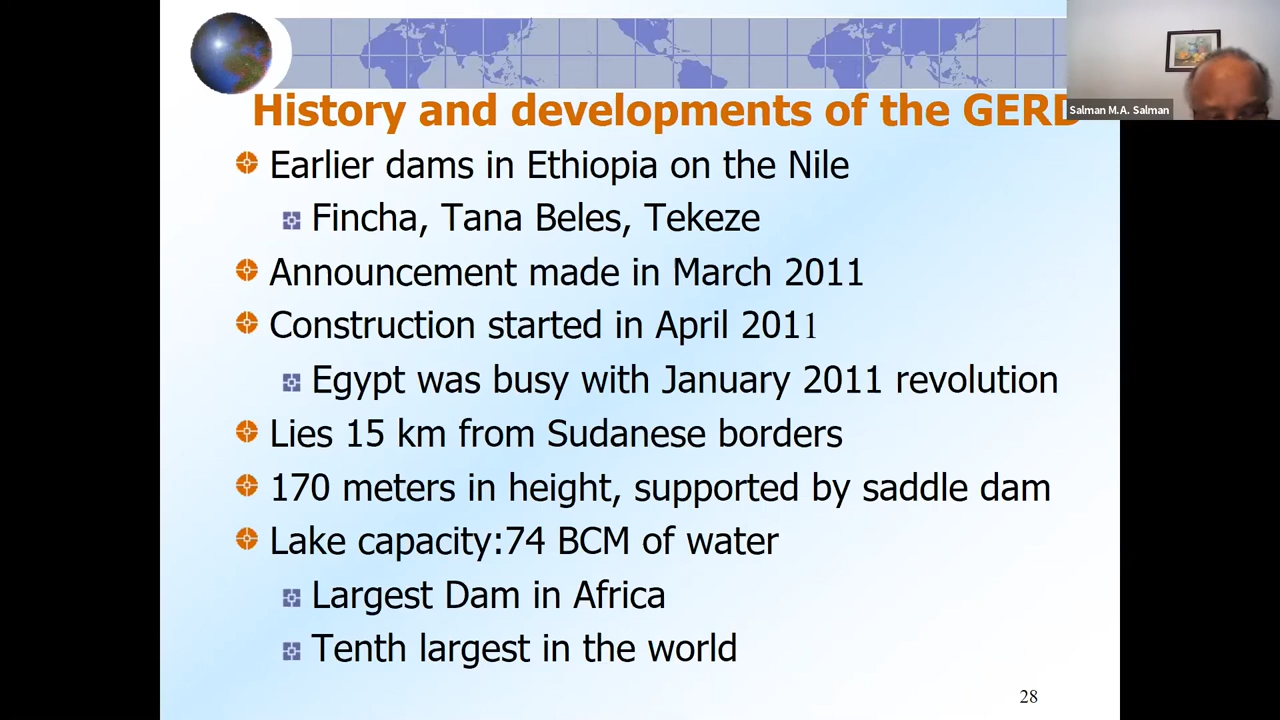 History and developments of the GERD
Salman M.A. Salman
Earlier dams in Ethiopia on the Nile
Fincha, Tana Beles, Tekeze
Announcement made in March 2011
Construction started in April 2011
Egypt was busy with January 2011 revolution
Lies 15 km from Sudanese borders
170 meters in height, supported by saddle dam
Lake capacity:74 BCM of water
Largest Dam in Africa
Tenth largest in the world
28